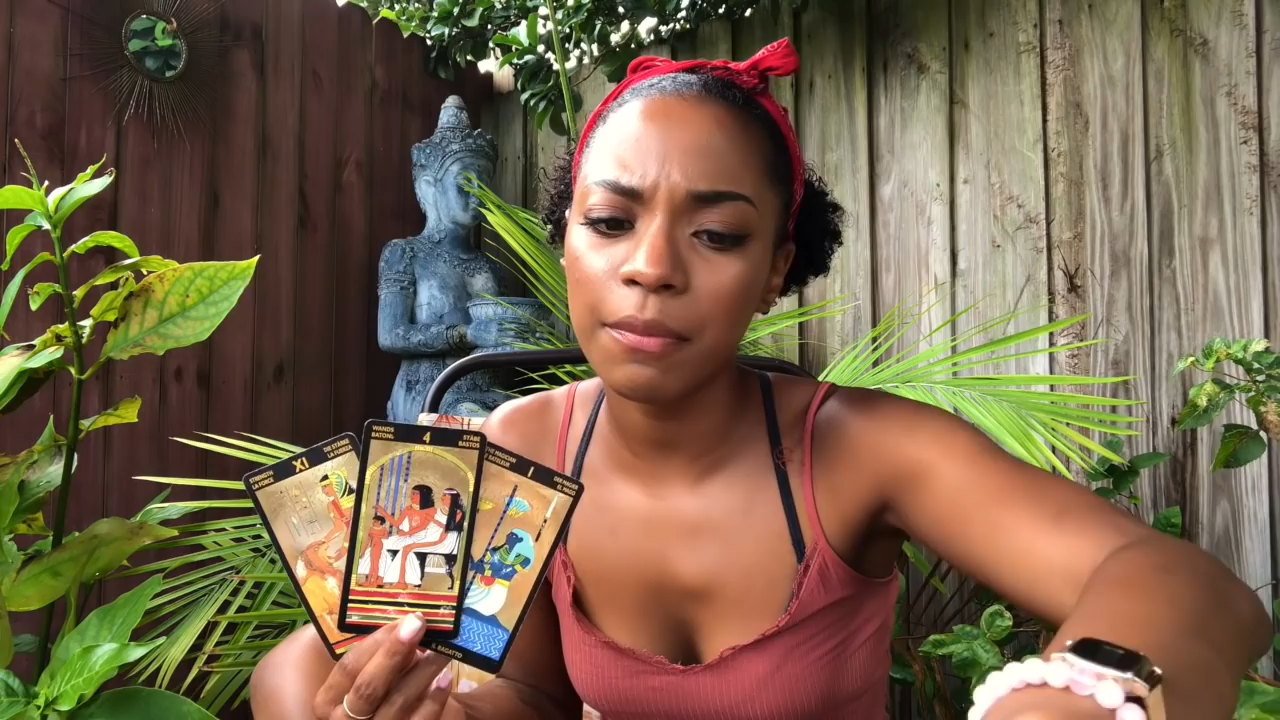 STRENGTH
LA FORCE
XI
DIE STÄRKE
LA FUERZA
WANDS
BATONS
4
STÄBE
BASTOS
THE MAGICIAN
LE BATELEUR
I
DER MAGIER
EL MAGO
IL BAGATTO